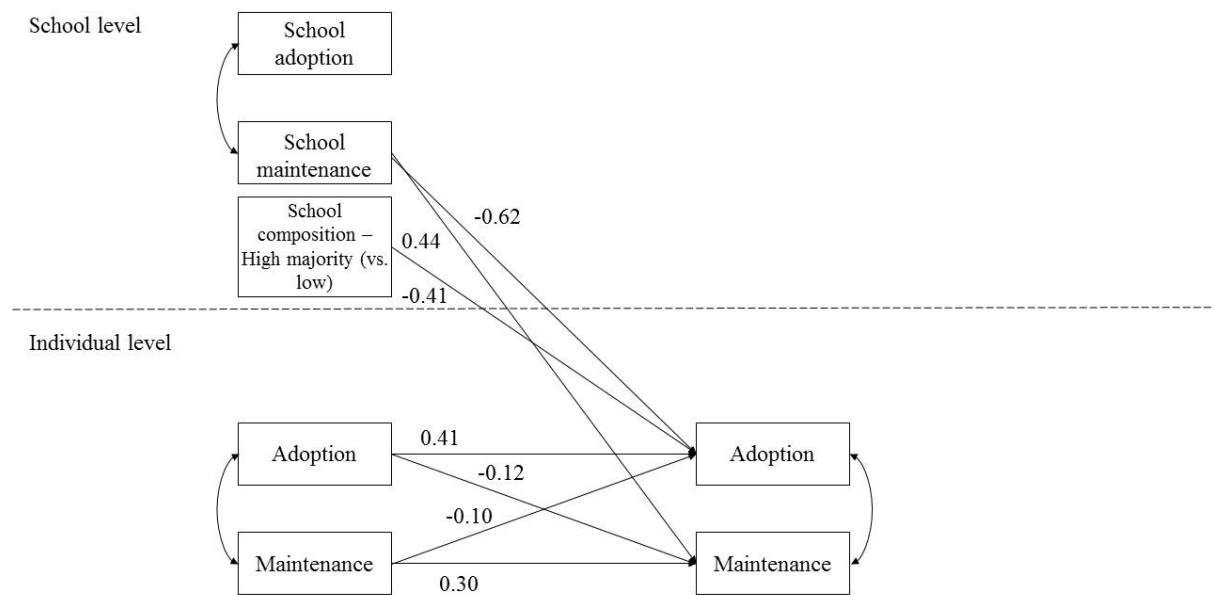 School level
School
adoption
School
maintenance
School
composition –
High majority (vs.
low)
-0.62
0.44
-0.41
Individual level
Adoption
0.41
Adoption
-0.12
-0.10
Maintenance
0.30
Maintenance